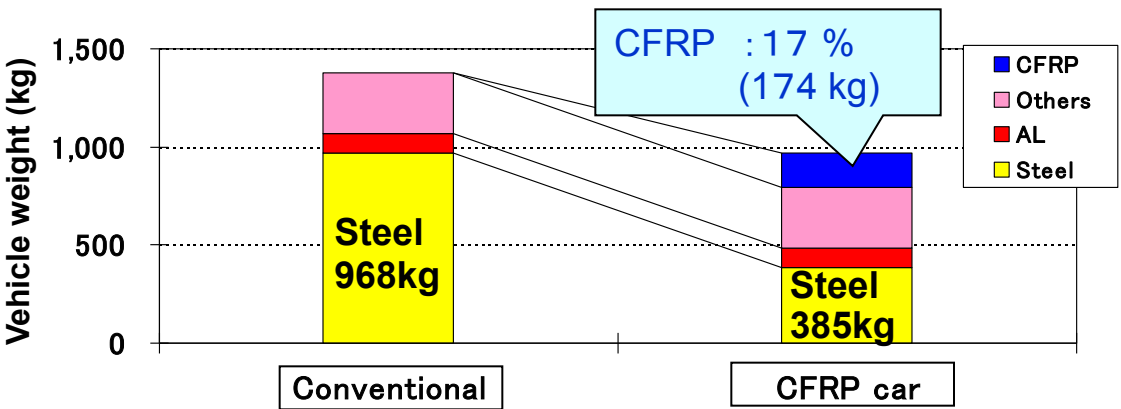 Vehicle weight (kg)
1,500
1,000
500
0
CFRP : 17 %
(174 kg)
CFRP
Others
AL
Steel
Steel
968kg
Steel
385kg
Conventional
CFRP car